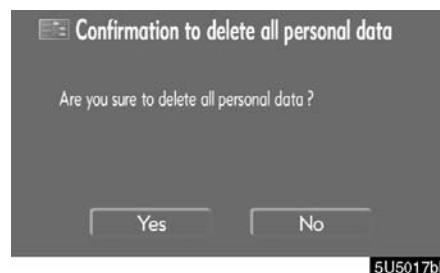 Confirmation to delete all personal data
Are you sure to delete all personal data ?
Yes No
5U5017b